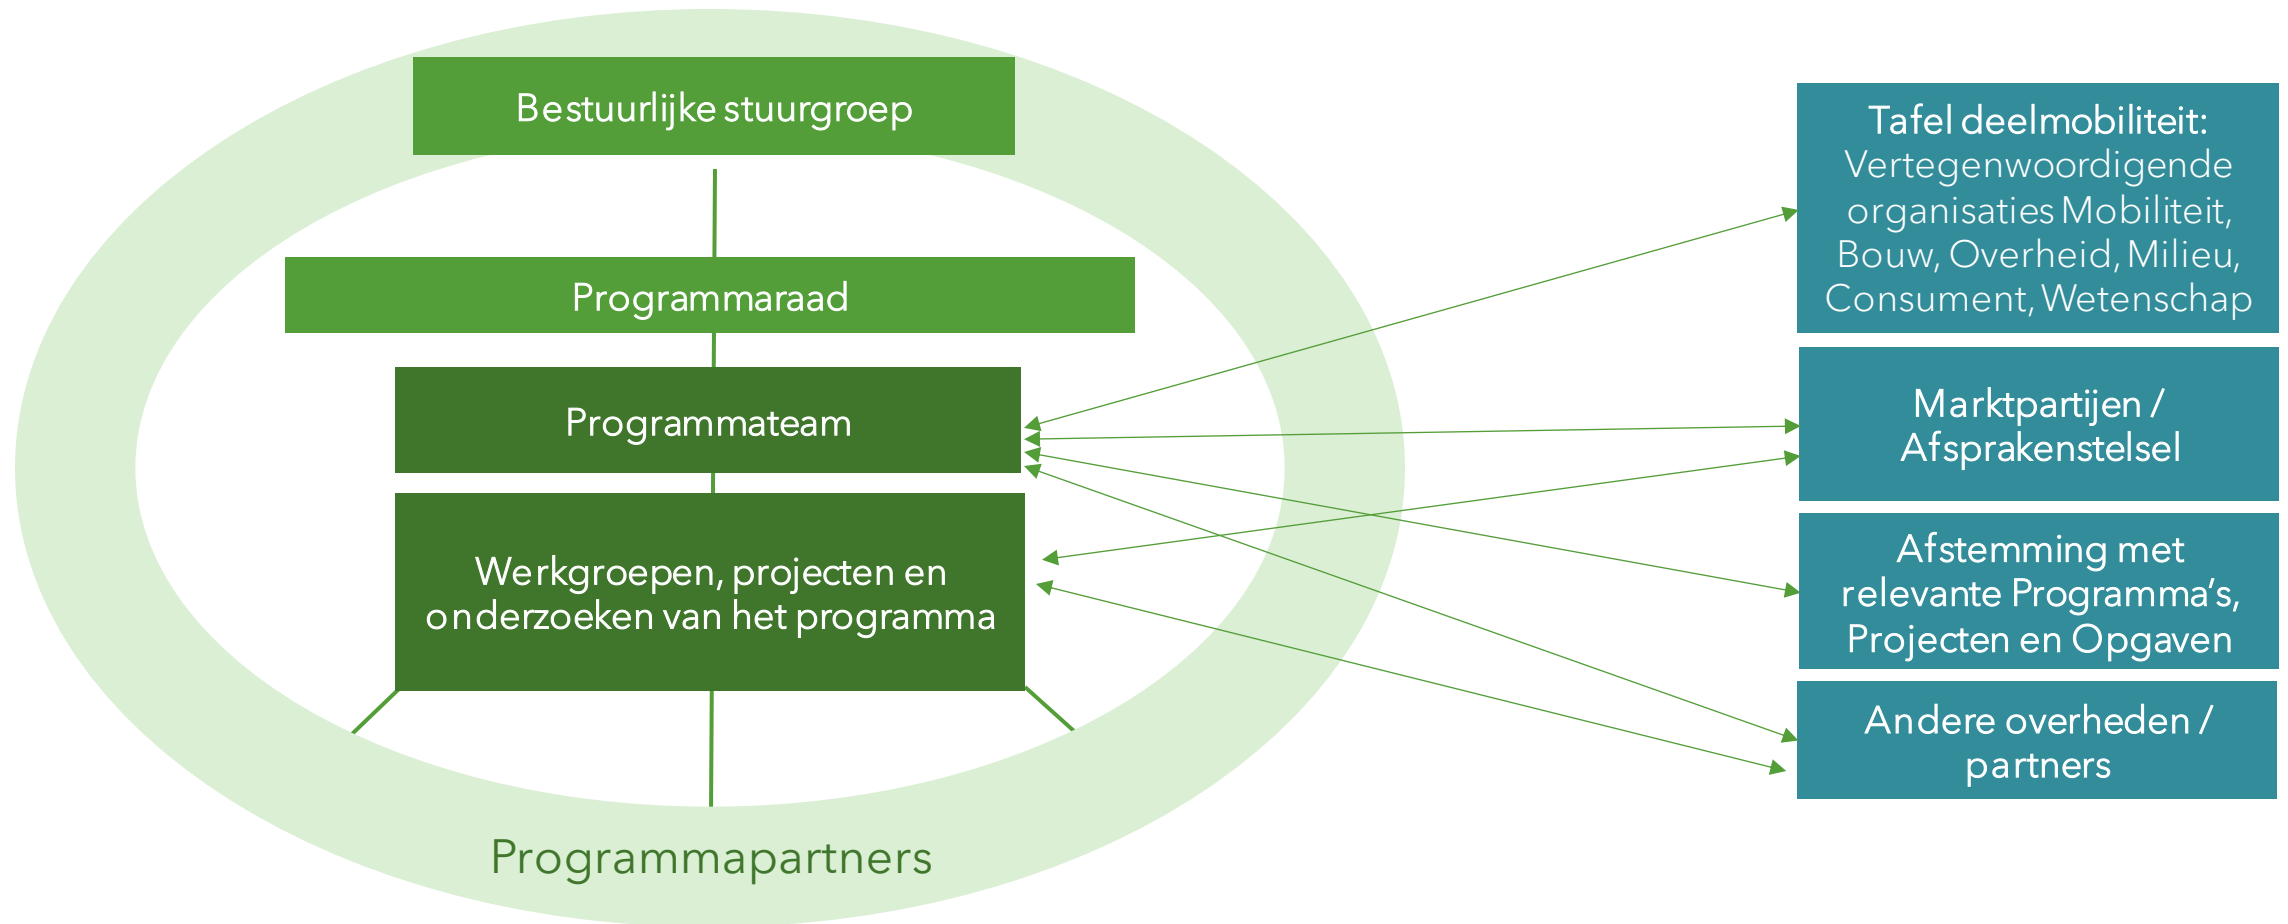 Bestuurlijke stuurgroep
Programmaraad
Programmateam
Werkgroepen, projecten en
onderzoeken van het programma
Programmapartners
Tafel deelmobiliteit:
Vertegenwoordigende
organisaties Mobiliteit,
Bouw, Overheid, Milieu,
Consument, Wetenschap
Marktpartijen /
Afsprakenstelsel
Afstemming met
relevante Programma’s,
Projecten en Opgaven
Andere overheden /
partners